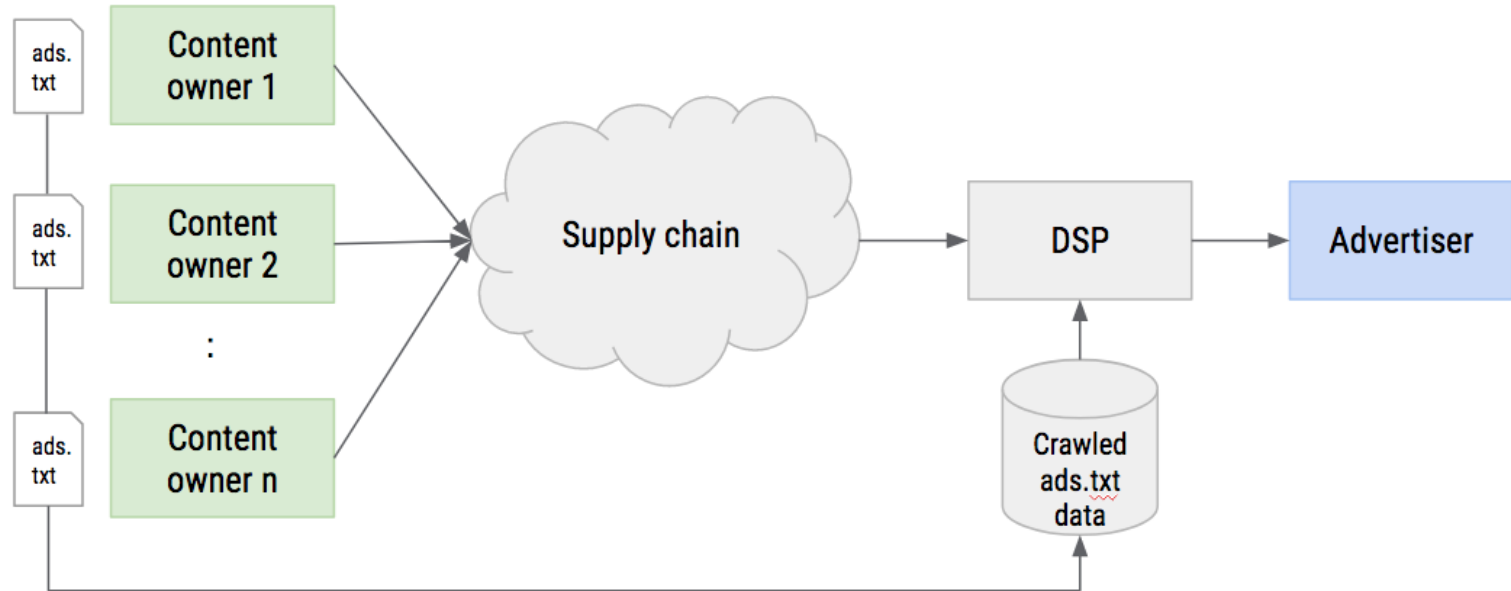 ads.
txt
Content
owner 1
ads.
txt
Content
owner 2
:
ads.
txt
Content
owner n
Supply chain
DSP
Advertiser
Crawled
ads.txt
data